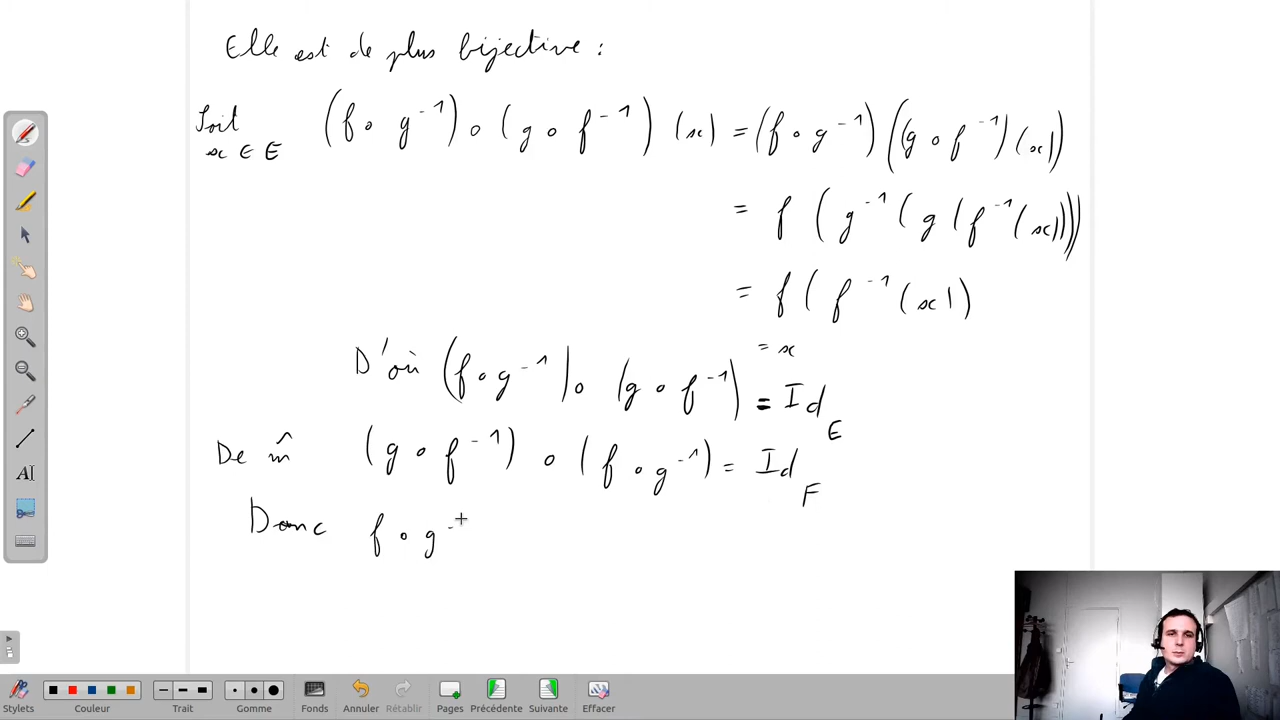 Elle est de plus bijective :
Soit x ∈ E (f ∘ g⁻¹) ∘ (g ∘ f⁻¹) (x) = (f ∘ g⁻¹)((g ∘ f⁻¹)(x))
= f (g⁻¹ (g (f⁻¹(x))))
= f (f⁻¹(x))
= x
D'où (f ∘ g⁻¹) ∘ (g ∘ f⁻¹) = Id_E
De m̂ (g ∘ f⁻¹) ∘ (f ∘ g⁻¹) = Id_F
Donc f ∘ g⁻
Stylets
Couleur
Trait
Gomme
Fonds
Annuler
Rétablir
Pages
Précédente
Suivante
Effacer